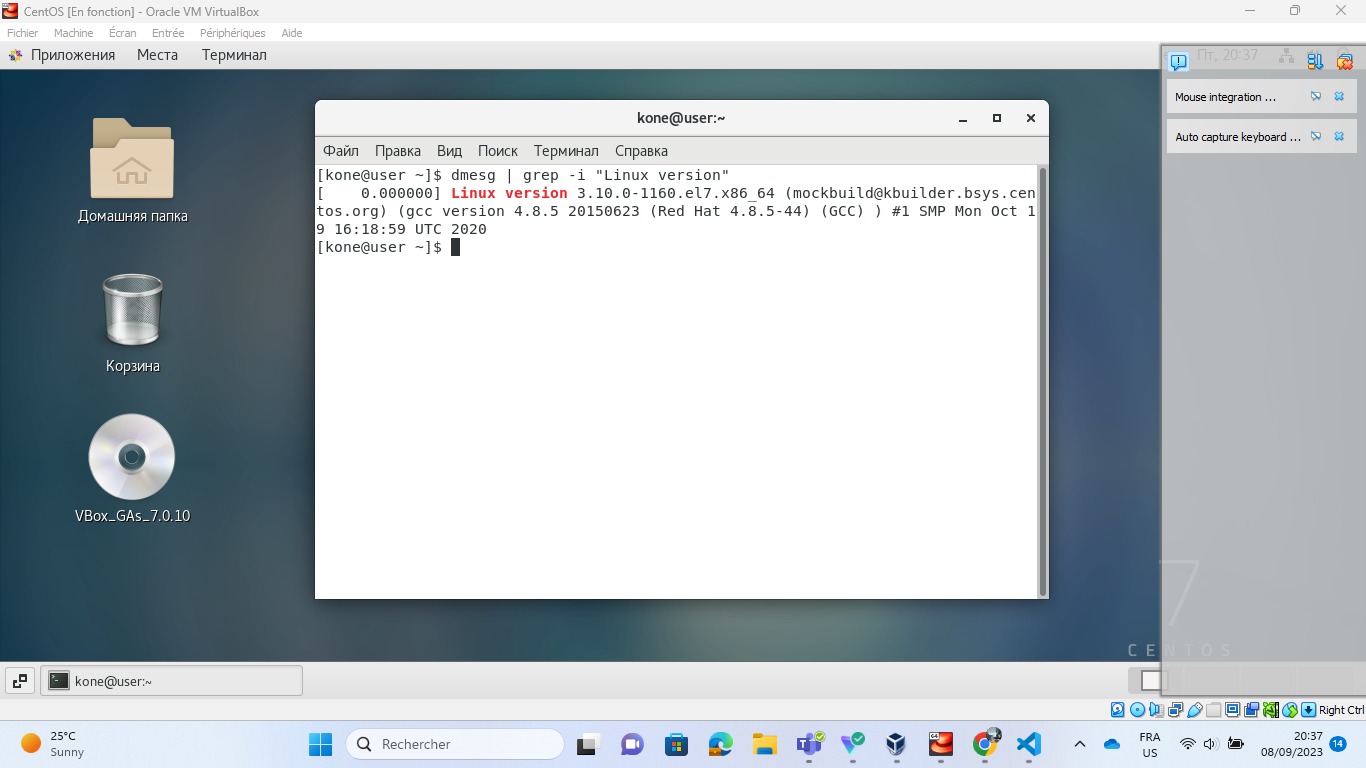 CentOS [En fonction] - Oracle VM VirtualBox
Fichier Machine Écran Entrée Périphériques Aide
Приложения Места Терминал
Пт, 20:37
Mouse integration ...
Auto capture keyboard ...
Домашняя папка
Корзина
VBox_GAs_7.0.10
kone@user:~
Файл Правка Вид Поиск Терминал Справка
[kone@user ~]$ dmesg | grep -i "Linux version"
[    0.000000] Linux version 3.10.0-1160.el7.x86_64 (mockbuild@kbuilder.bsys.cen
tos.org) (gcc version 4.8.5 20150623 (Red Hat 4.8.5-44) (GCC) ) #1 SMP Mon Oct 1
9 16:18:59 UTC 2020
[kone@user ~]$
7
CENTOS
kone@user:~
Right Ctrl
25°C
Sunny
Rechercher
FRA
US
20:37
08/09/2023
14